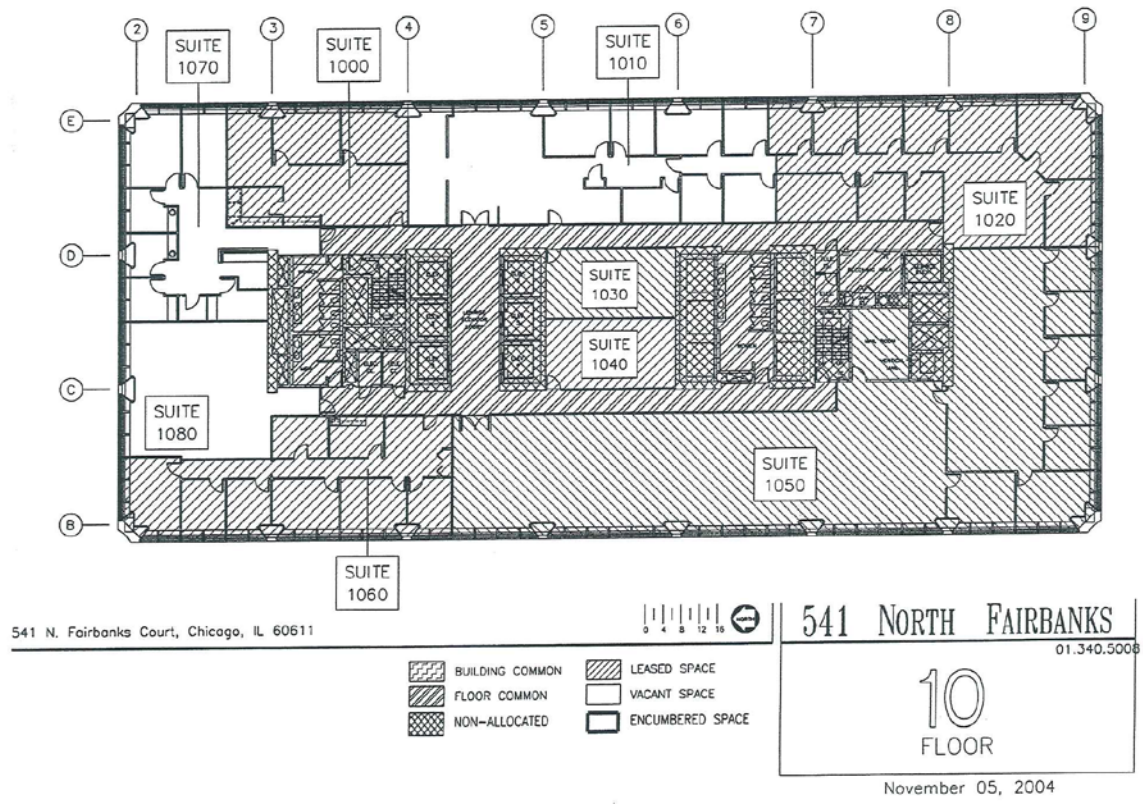 2
3
4
5
6
7
8
9
SUITE
1070
SUITE
1000
SUITE
1010
E
SUITE
1020
D
SUITE
1030
SUITE
1040
C
SUITE
1080
SUITE
1050
B
SUITE
1060
541 N. Fairbanks Court, Chicago, IL 60611
0 4 8 12 16
NORTH
541 NORTH FAIRBANKS
01.340.5008
BUILDING COMMON
LEASED SPACE
FLOOR COMMON
VACANT SPACE
NON-ALLOCATED
ENCUMBERED SPACE
10
FLOOR
November 05, 2004